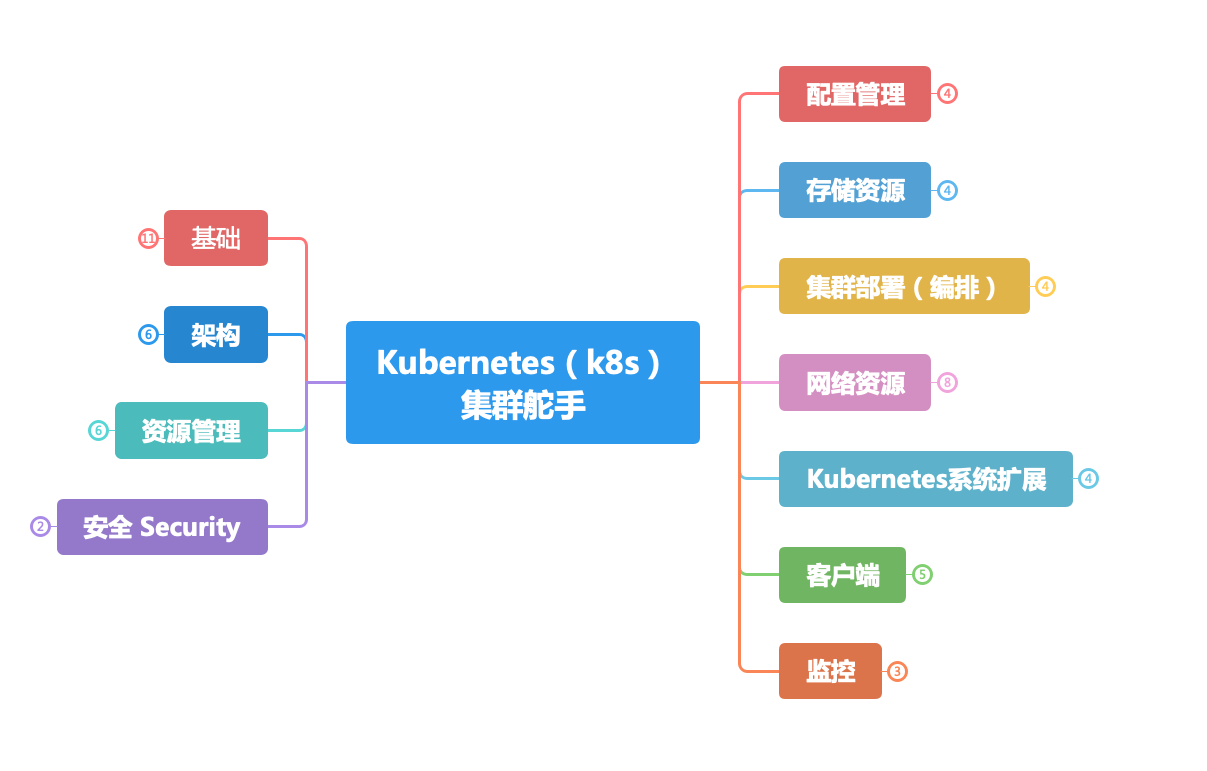 Kubernetes（k8s）
集群舵手
基础
11
架构
6
资源管理
6
安全 Security
2
配置管理
4
存储资源
4
集群部署（编排）
4
网络资源
8
Kubernetes系统扩展
4
客户端
5
监控
3